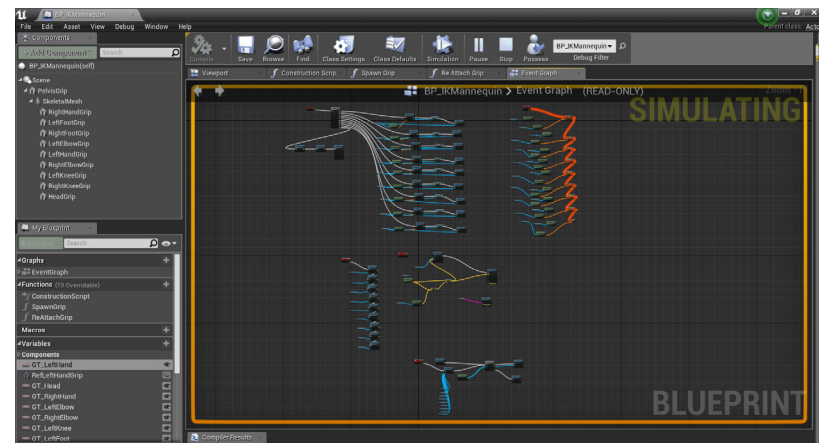 BP_IKMannequin
File Edit Asset View Debug Window Help
Parent class: Acto
Components
+Add Component
Search
BP_IKMannequin(self)
Scene
PelvisGrip
SkeletalMesh
RightHandGrip
LeftFootGrip
RightFootGrip
LeftElbowGrip
LeftHandGrip
RightElbowGrip
LeftKneeGrip
RightKneeGrip
HeadGrip
My Blueprint
Search
Graphs
EventGraph
Functions (19 Overridable)
ConstructionScript
SpawnGrip
ReAttachGrip
Macros
Variables
Components
GT_LeftHand
RefLeftHandGrip
GT_Head
GT_RightHand
GT_LeftElbow
GT_RightElbow
GT_LeftKnee
GT_LeftFoot
Compile Save Browse Find Class Settings Class Defaults Simulation Pause Stop Possess
BP_IKMannequin
Debug Filter
Viewport Construction Scrip Spawn Grip Re Attach Grip Event Graph
BP_IKMannequin > Event Graph (READ-ONLY)
SIMULATING
BLUEPRINT
Compiler Results